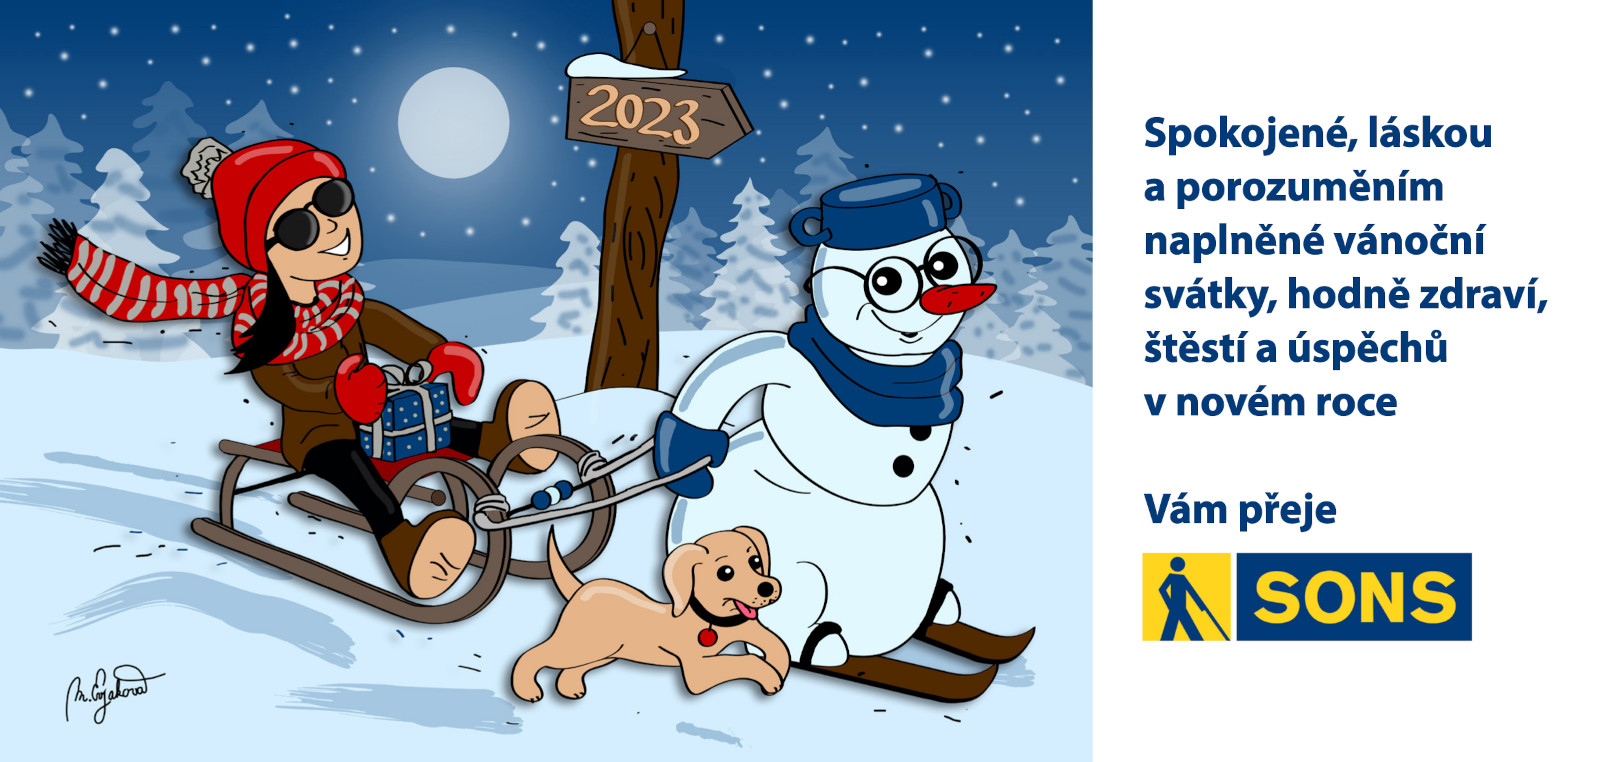 2023
Spokojené, láskou
a porozuměním
naplněné vánoční
svátky, hodně zdraví,
štěstí a úspěchů
v novém roce
Vám přeje
SONS